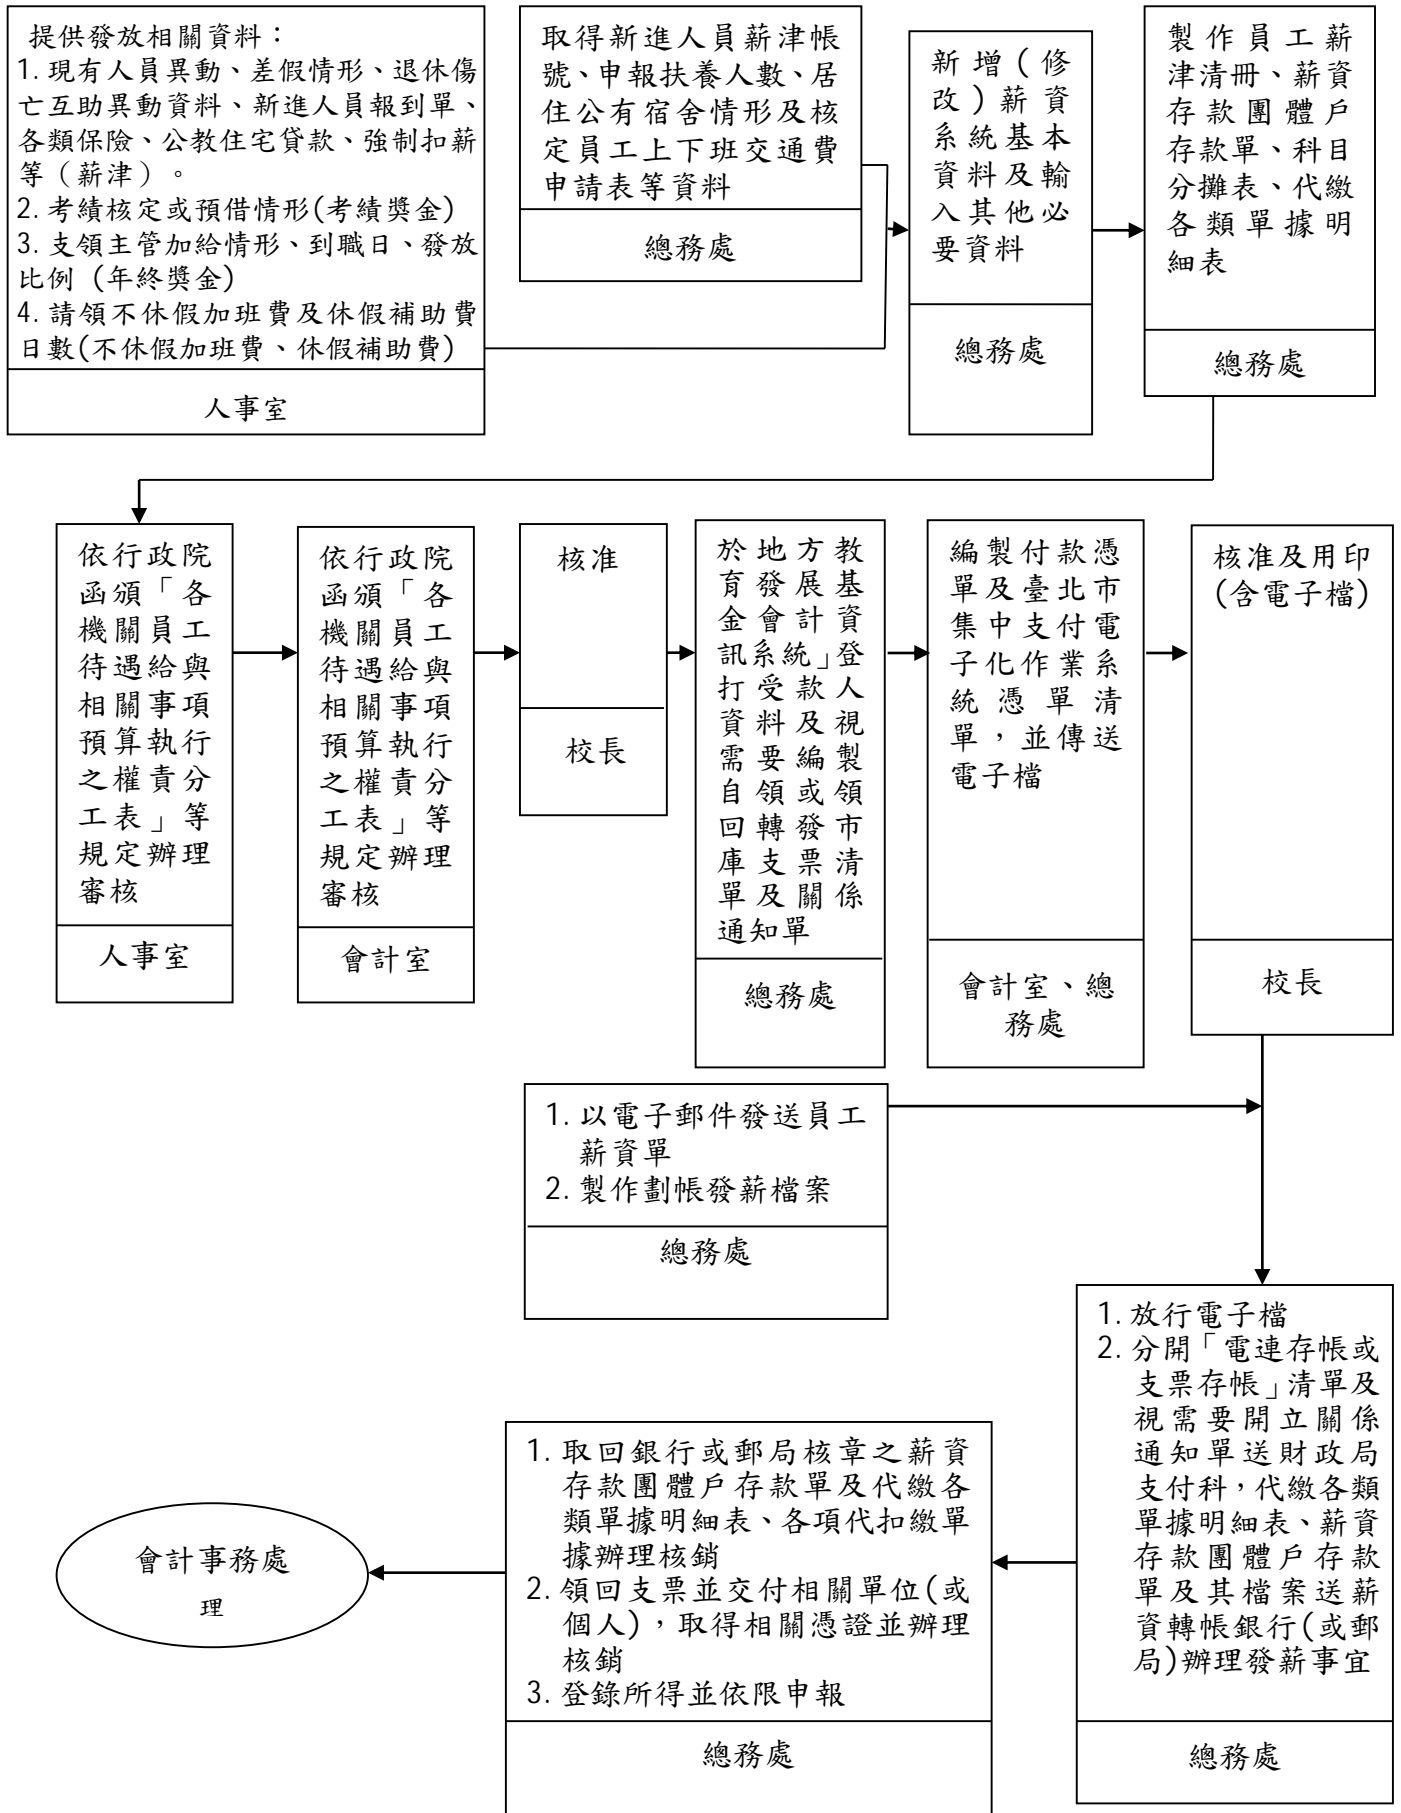 提供發放相關資料：
1.現有人員異動、差假情形、退休傷
亡互助異動資料、新進人員報到單、
各類保險、公教住宅貸款、強制扣薪
等（薪津）。
2.考績核定或預借情形(考績獎金)
3.支領主管加給情形、到職日、發放
比例 (年終獎金)
4.請領不休假加班費及休假補助費
日數(不休假加班費、休假補助費)
人事室
取得新進人員薪津帳
號、申報扶養人數、居
住公有宿舍情形及核
定員工上下班交通費
申請表等資料
總務處
新增（修
改）薪資
系統基本
資料及輸
入其他必
要資料
總務處
製作員工薪
津清冊、薪資
存款團體戶
存款單、科目
分攤表、代繳
各類單據明
細表
總務處
依行政院
函頒「各
機關員工
待遇給與
相關事項
預算執行
之權責分
工表」等
規定辦理
審核
人事室
依行政院
函頒「各
機關員工
待遇給與
相關事項
預算執行
之權責分
工表」等
規定辦理
審核
會計室
核准
校長
於地方教
育發展基
金會計資
訊系統」登
打受款人
資料及視
需要編製
自領或領
回轉發市
庫支票清
單及關係
通知單
總務處
編製付款憑
單及臺北市
集中支付電
子化作業系
統憑單清
單，並傳送
電子檔
會計室、總
務處
核准及用印
(含電子檔)
校長
1.以電子郵件發送員工
薪資單
2.製作劃帳發薪檔案
總務處
1.放行電子檔
2.分開「電連存帳或
支票存帳」清單及
視需要開立關係
通知單送財政局
支付科，代繳各類
單據明細表、薪資
存款團體戶存款
單及其檔案送薪
資轉帳銀行(或郵
局)辦理發薪事宜
總務處
1.取回銀行或郵局核章之薪資
存款團體戶存款單及代繳各
類單據明細表、各項代扣繳單
據辦理核銷
2.領回支票並交付相關單位(或
個人)，取得相關憑證並辦理
核銷
3.登錄所得並依限申報
總務處
會計事務處
理